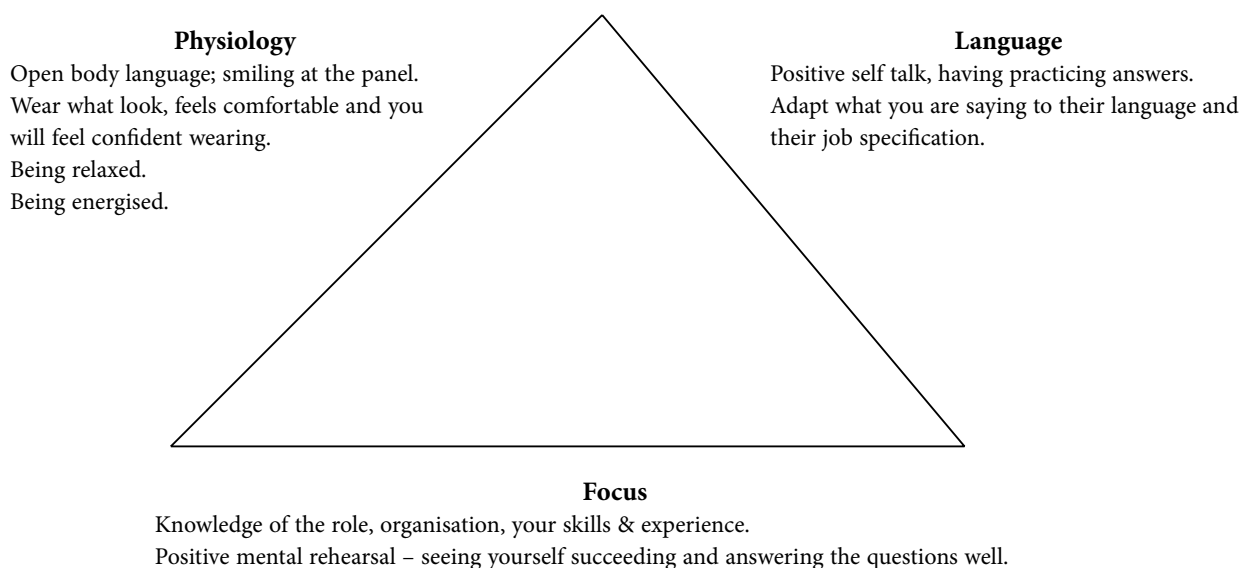 Physiology
Open body language; smiling at the panel.
Wear what look, feels comfortable and you
will feel confident wearing.
Being relaxed.
Being energised.
Language
Positive self talk, having practicing answers.
Adapt what you are saying to their language and
their job specification.
Focus
Knowledge of the role, organisation, your skills & experience.
Positive mental rehearsal – seeing yourself succeeding and answering the questions well.